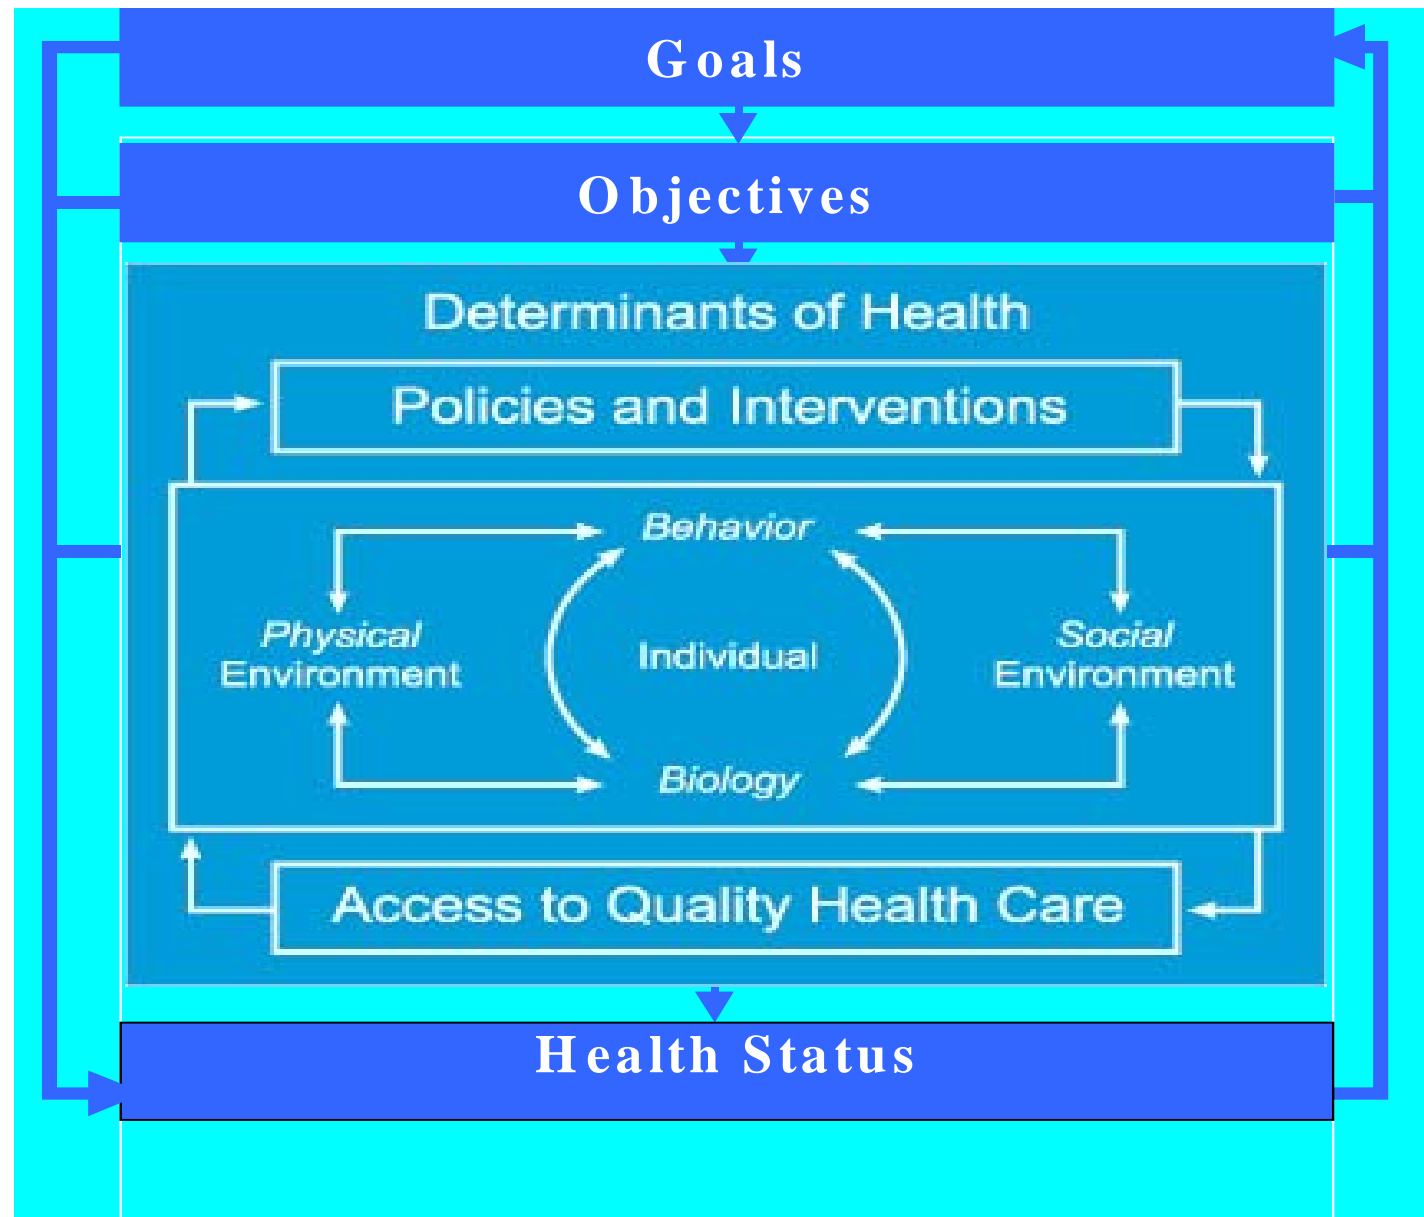 Goals
Objectives
Determinants of Health
Policies and Interventions
Behavior
Physical
Environment
Individual
Social
Environment
Biology
Access to Quality Health Care
Health Status